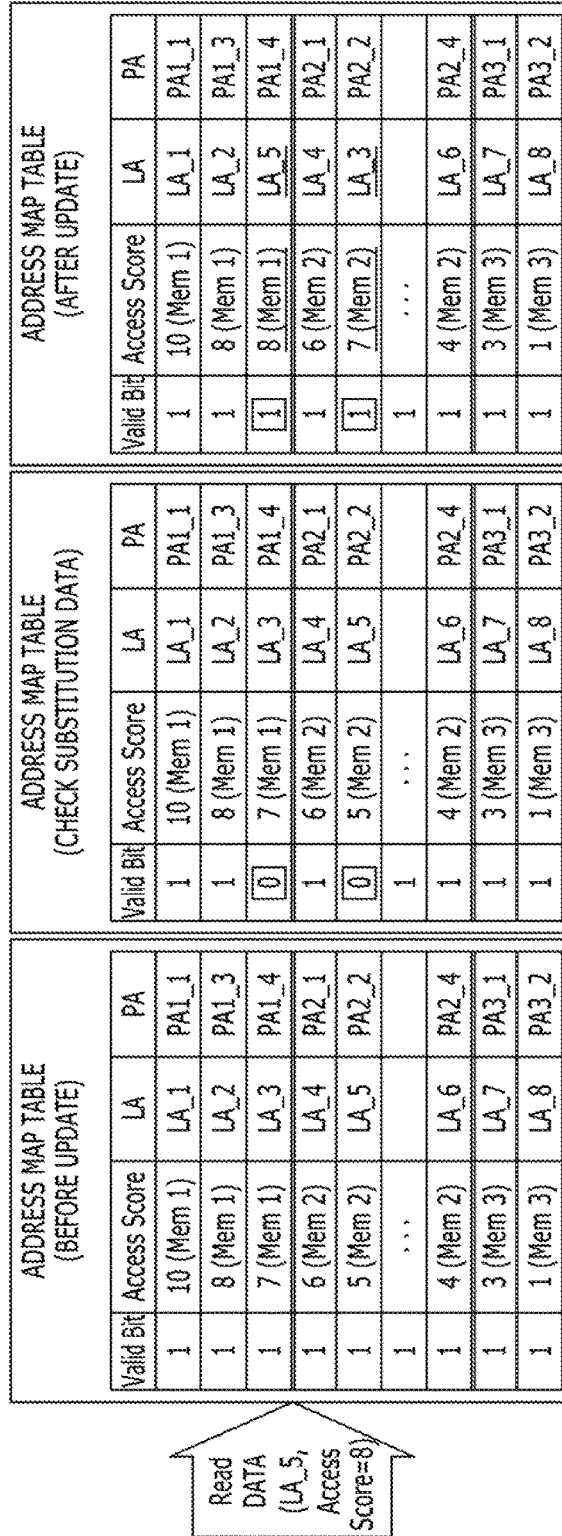 Read
DATA
(LA_5,
Access
Score=8)
ADDRESS MAP TABLE
(BEFORE UPDATE)
Valid Bit Access Score LA PA
1 10 (Mem 1) LA_1 PA1_1
1 8 (Mem 1) LA_2 PA1_3
1 7 (Mem 1) LA_3 PA1_4
1 6 (Mem 2) LA_4 PA2_1
1 5 (Mem 2) LA_5 PA2_2
1 ...
1 4 (Mem 2) LA_6 PA2_4
1 3 (Mem 3) LA_7 PA3_1
1 1 (Mem 3) LA_8 PA3_2
ADDRESS MAP TABLE
(CHECK SUBSTITUTION DATA)
Valid Bit Access Score LA PA
1 10 (Mem 1) LA_1 PA1_1
1 8 (Mem 1) LA_2 PA1_3
0 7 (Mem 1) LA_3 PA1_4
1 6 (Mem 2) LA_4 PA2_1
0 5 (Mem 2) LA_5 PA2_2
1 ...
1 4 (Mem 2) LA_6 PA2_4
1 3 (Mem 3) LA_7 PA3_1
1 1 (Mem 3) LA_8 PA3_2
ADDRESS MAP TABLE
(AFTER UPDATE)
Valid Bit Access Score LA PA
1 10 (Mem 1) LA_1 PA1_1
1 8 (Mem 1) LA_2 PA1_3
1 8 (Mem 1) LA_5 PA1_4
1 6 (Mem 2) LA_4 PA2_1
1 7 (Mem 2) LA_3 PA2_2
1 ...
1 4 (Mem 2) LA_6 PA2_4
1 3 (Mem 3) LA_7 PA3_1
1 1 (Mem 3) LA_8 PA3_2